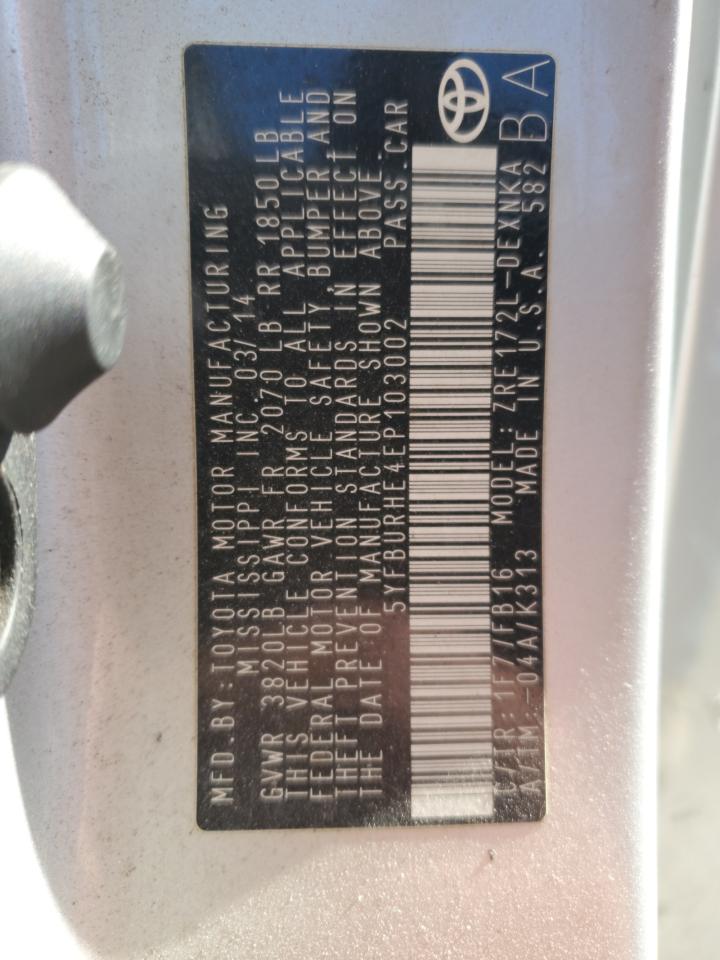 MFD.BY:TOYOTA MOTOR MANUFACTURING
MISSISSIPPI INC.03/14
GVWR 3820LB GAWR FR 2070 LB RR 1850LB
THIS VEHICLE CONFORMS TO ALL APPLICABLE
FEDERAL MOTOR VEHICLE SAFETY, BUMPER AND
THEFT PREVENTION STANDARDS IN EFFECT ON
THE DATE OF MANUFACTURE SHOWN ABOVE.
5YFBURHE4EP103002 PASS.CAR
C/TR:1F7/FB16 MODEL:ZRE172L-DEXNKA
A/TM:-04A/K313 MADE IN U.S.A. 582
BA